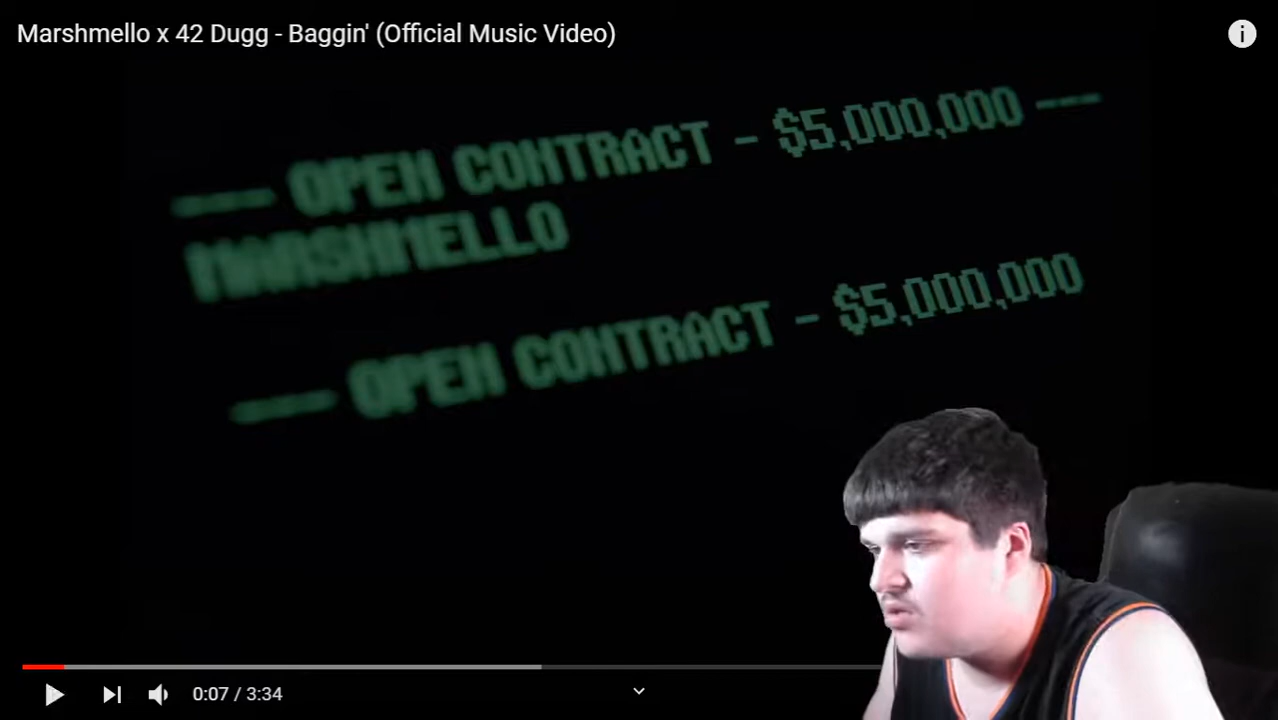 Marshmello x 42 Dugg - Baggin' (Official Music Video)
--- OPEN CONTRACT - $5,000,000 ---
MARSHMELLO
--- OPEN CONTRACT - $5,000,000
0:07 / 3:34